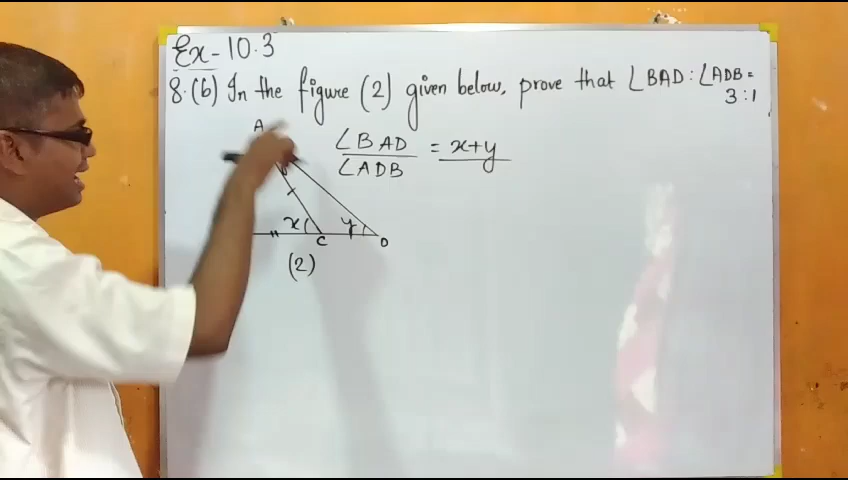 Ex-10.3
8.(b) In the figure (2) given below, prove that ∠BAD : ∠ADB =
3:1
A
∠BAD = x+y
∠ADB
x y
C D
(2)